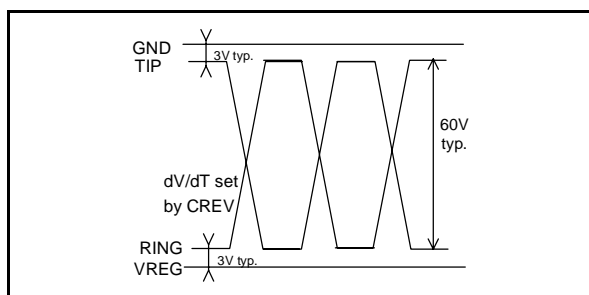 GND
3V typ.
TIP
60V
typ.
dV/dT set
by CREV
RING
3V typ.
VREG